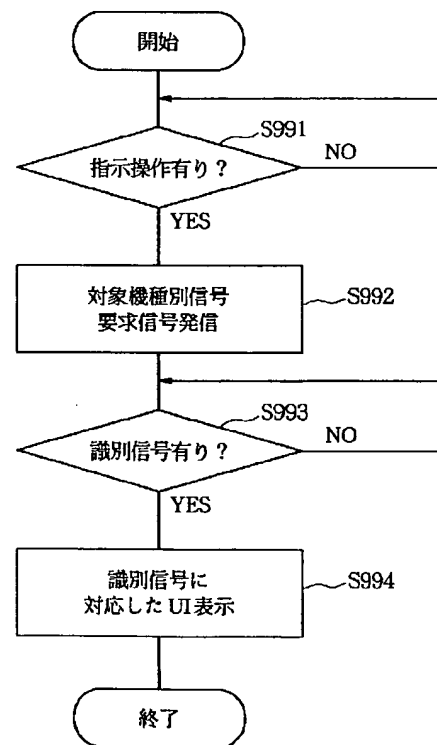 開始
S991
指示操作有り？
NO
YES
対象機種別信号
要求信号発信
S992
S993
識別信号有り？
NO
YES
識別信号に
対応したUI表示
S994
終了